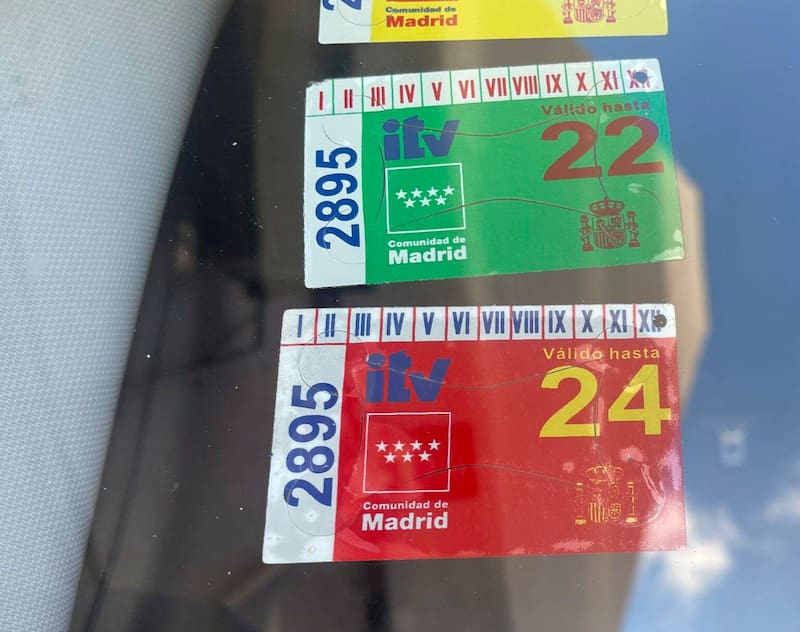 Comunidad de
Madrid
I II III IV V VI VII VIII IX X XI XII
2895
itv
Válido hasta
22
Comunidad de
Madrid
I II III IV V VI VII VIII IX X XI XII
2895
itv
Válido hasta
24
Comunidad de
Madrid